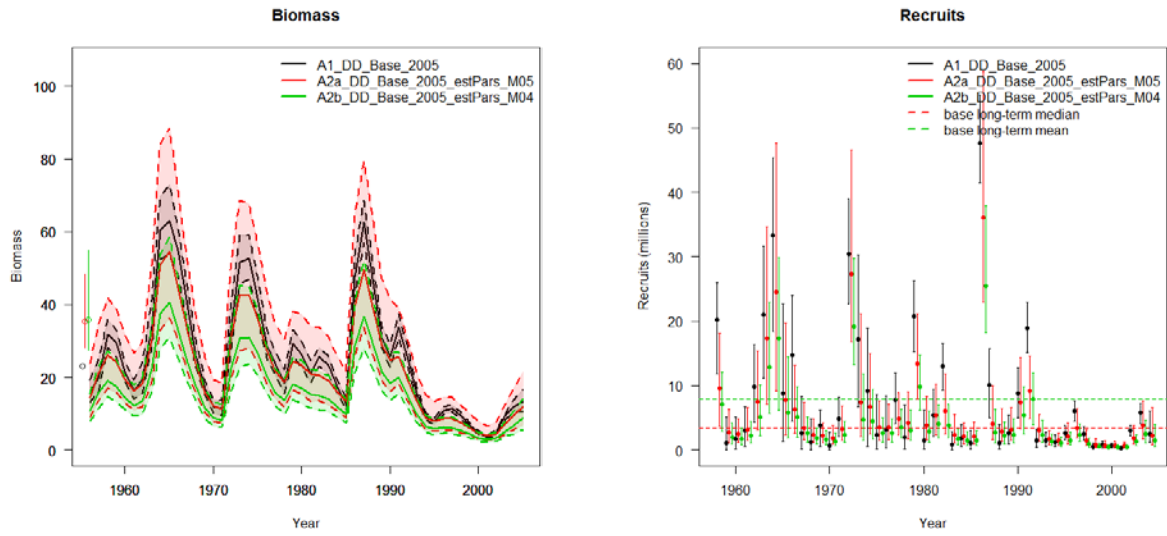 Biomass
A1_DD_Base_2005
A2a_DD_Base_2005_estPars_M05
A2b_DD_Base_2005_estPars_M04
100
80
60
40
20
0
Biomass
1960 1970 1980 1990 2000
Year
Recruits
A1_DD_Base_2005
A2a_DD_Base_2005_estPars_M05
A2b_DD_Base_2005_estPars_M04
base long-term median
base long-term mean
60
50
40
30
20
10
0
Recruits (millions)
1960 1970 1980 1990 2000
Year